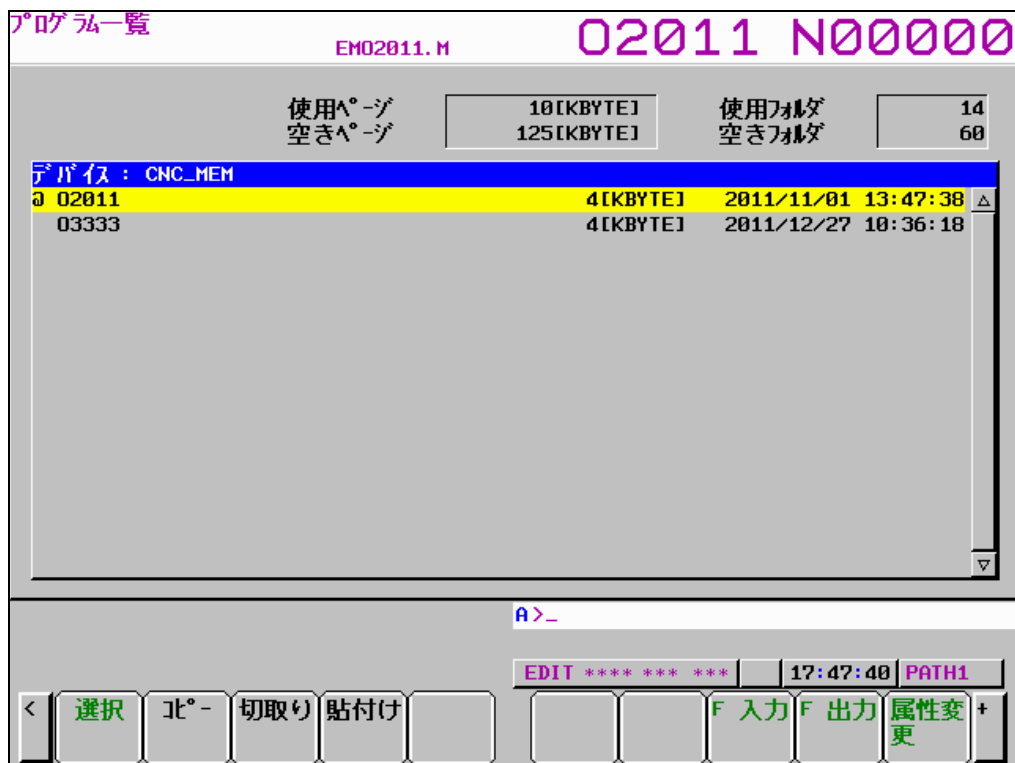 プログラム一覧
EMO2011.M
O2011 N00000
使用ページ 10[KBYTE] 使用フォルダ 14
空きページ 125[KBYTE] 空きフォルダ 60
デバイス : CNC_MEM
@ O2011 4[KBYTE] 2011/11/01 13:47:38
O3333 4[KBYTE] 2011/12/27 10:36:18
A>_
EDIT **** *** *** 17:47:40 PATH1
< 選択 コピー 切取り 貼付け F 入力 F 出力 属性変更 +